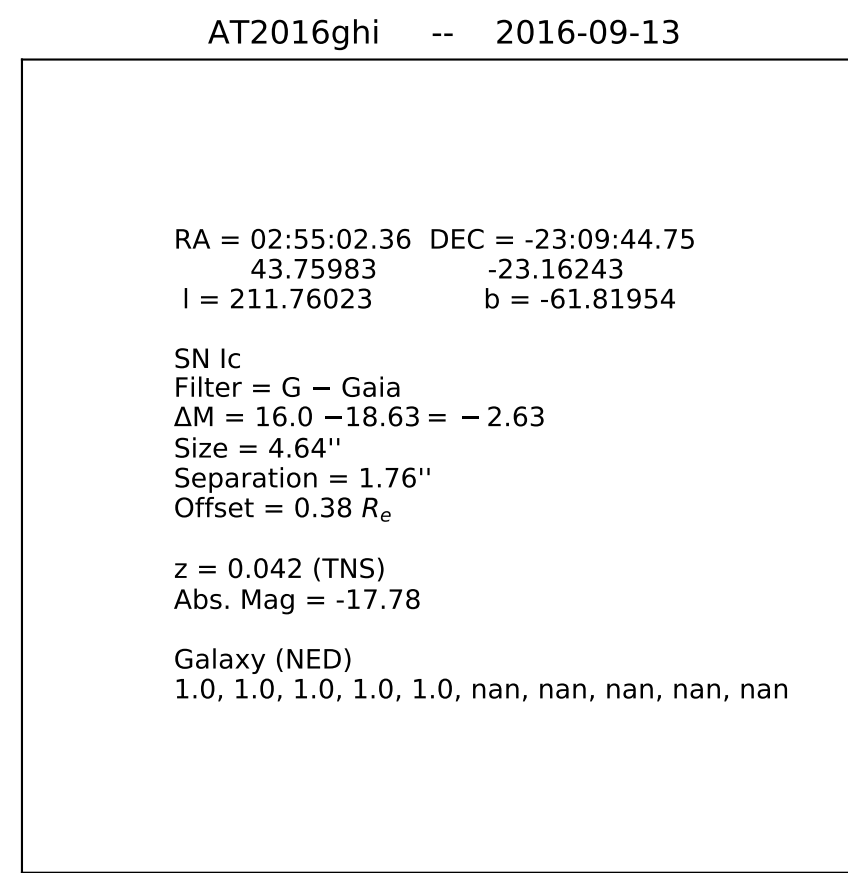 AT2016ghi -- 2016-09-13
RA = 02:55:02.36 DEC = -23:09:44.75
43.75983 -23.16243
l = 211.76023 b = -61.81954
SN Ic
Filter = G − Gaia
ΔM = 16.0 −18.63 = − 2.63
Size = 4.64''
Separation = 1.76''
Offset = 0.38 Rₑ
z = 0.042 (TNS)
Abs. Mag = -17.78
Galaxy (NED)
1.0, 1.0, 1.0, 1.0, 1.0, nan, nan, nan, nan, nan